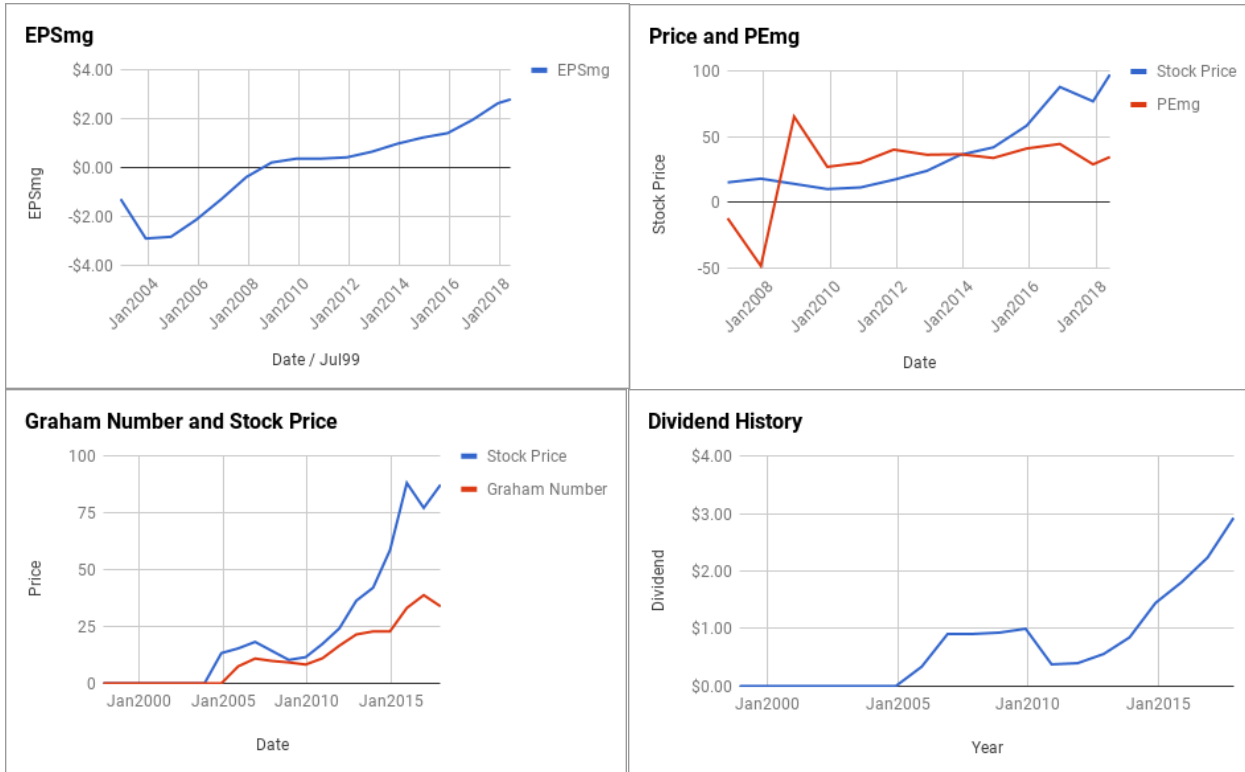 EPSmg
EPSmg
$4.00
$2.00
$0.00
-$2.00
-$4.00
EPSmg
Jan2004
Jan2006
Jan2008
Jan2010
Jan2012
Jan2014
Jan2016
Jan2018
Date / Jul99
Price and PEmg
Stock Price
PEmg
100
50
0
-50
Stock Price
Jan2008
Jan2010
Jan2012
Jan2014
Jan2016
Jan2018
Date
Graham Number and Stock Price
Stock Price
Graham Number
100
75
50
25
0
Price
Jan2000
Jan2005
Jan2010
Jan2015
Date
Dividend History
$4.00
$3.00
$2.00
$1.00
$0.00
Dividend
Jan2000
Jan2005
Jan2010
Jan2015
Year